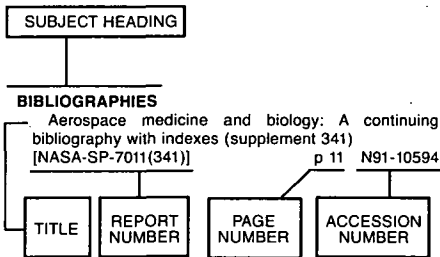 SUBJECT HEADING
BIBLIOGRAPHIES
Aerospace medicine and biology: A continuing
bibliography with indexes (supplement 341)
[NASA-SP-7011(341)] p 11 N91-10594
TITLE
REPORT
NUMBER
PAGE
NUMBER
ACCESSION
NUMBER